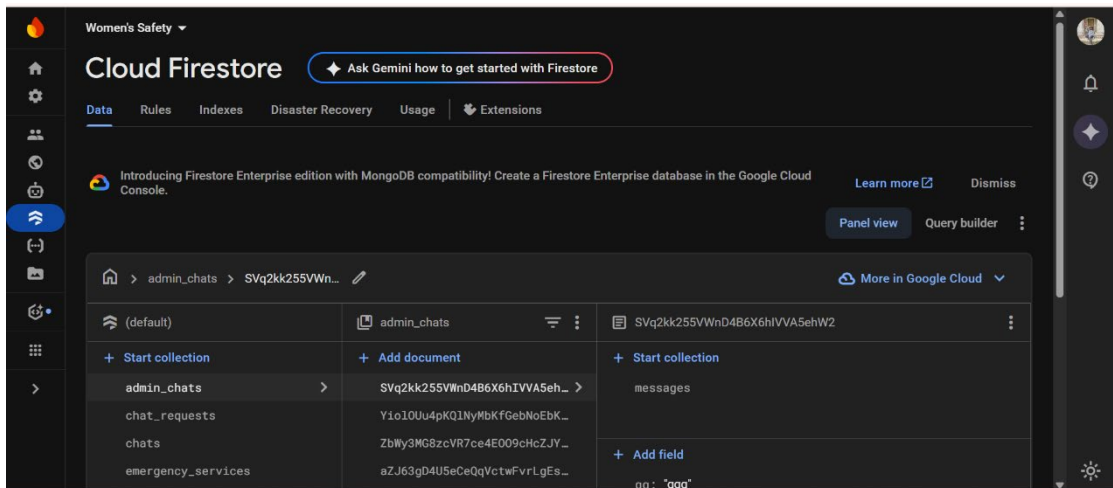 Women's Safety
Cloud Firestore
Ask Gemini how to get started with Firestore
Data Rules Indexes Disaster Recovery Usage Extensions
Introducing Firestore Enterprise edition with MongoDB compatibility! Create a Firestore Enterprise database in the Google Cloud
Console.
Learn more Dismiss
Panel view Query builder
admin_chats > SVq2kk255VWn…
More in Google Cloud
(default)
admin_chats
SVq2kk255VWnD4B6X6hIVVA5ehW2
+ Start collection
+ Add document
+ Start collection
admin_chats
SVq2kk255VWnD4B6X6hIVVA5eh…
messages
chat_requests
YiolOUu4pKQlNyMbKfGebNoEbK…
chats
ZbWy3MG8zcVR7ce4EOO9cHcZJY…
+ Add field
emergency_services
aZJ63gD4U5eCeQqVctwFvrLgEs…
gg: "ggg"